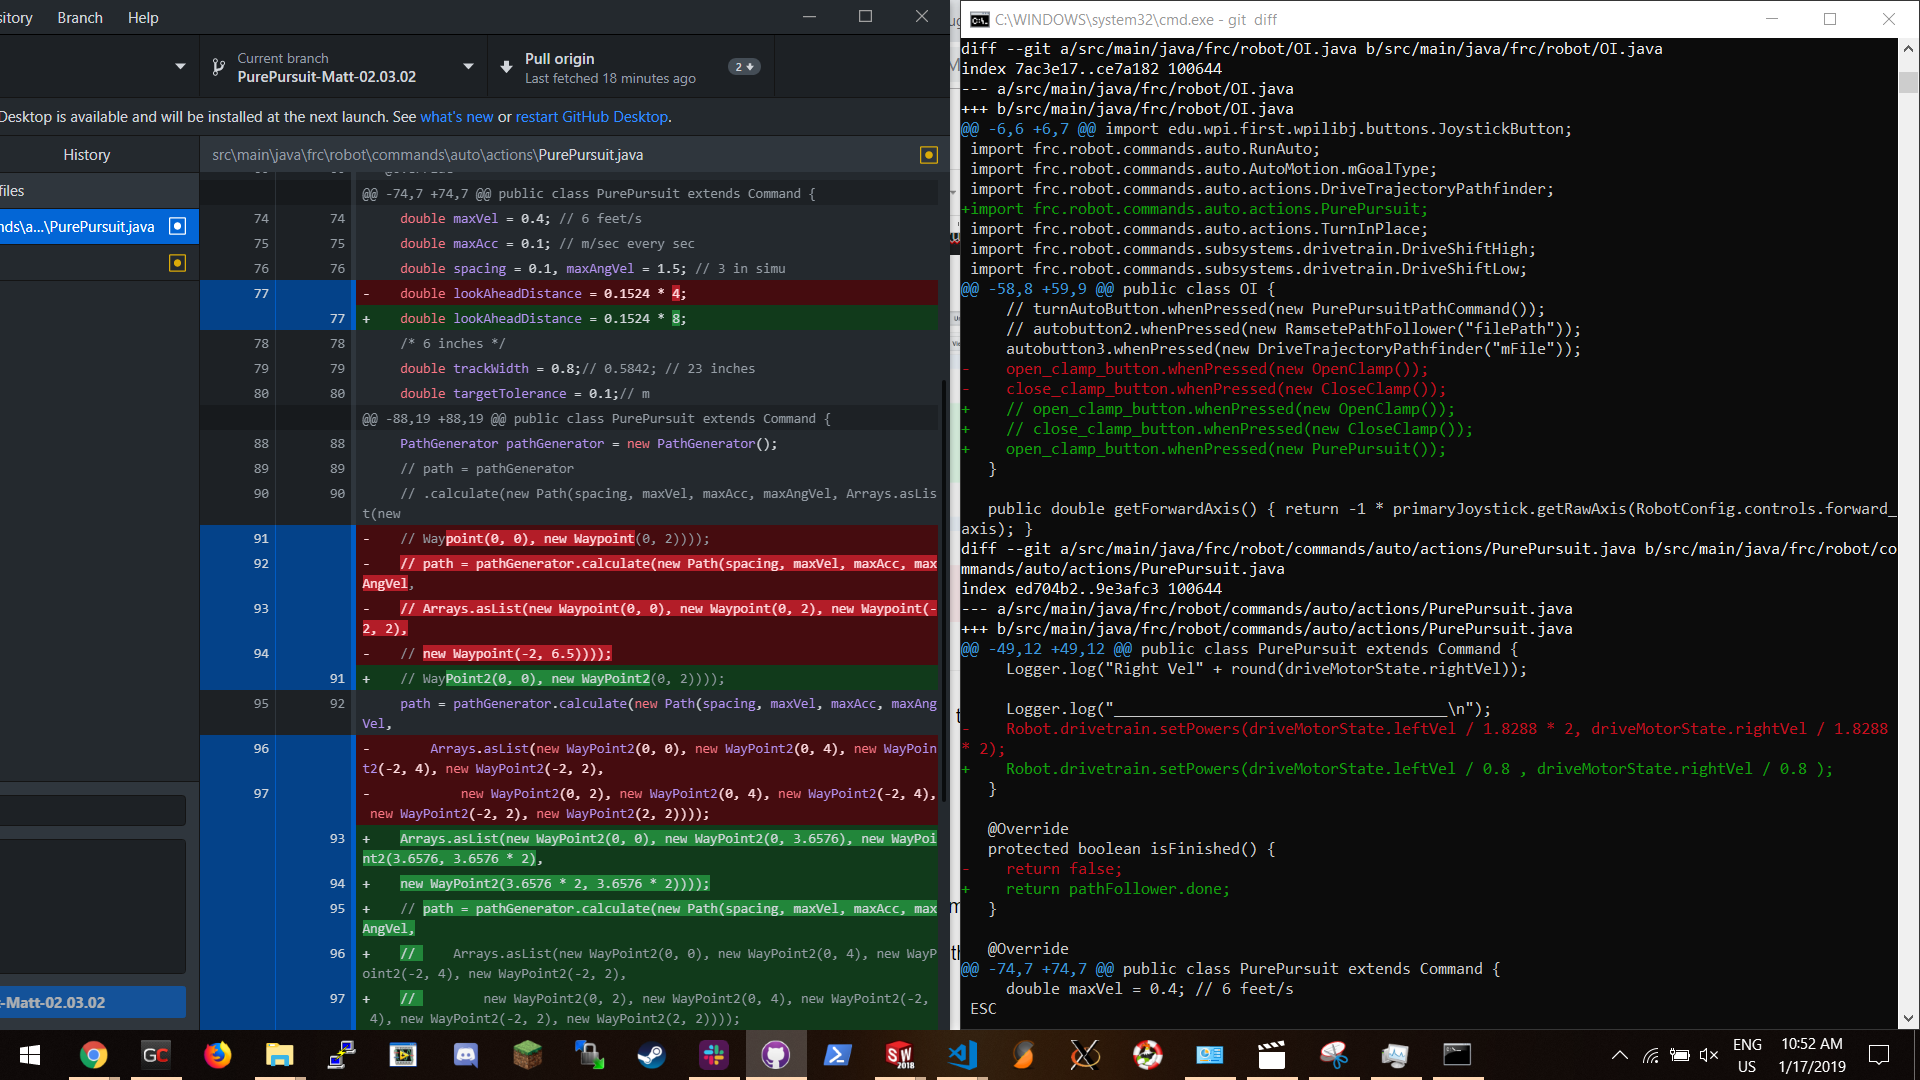 sitory Branch Help
Current branch
PurePursuit-Matt-02.03.02
Pull origin
Last fetched 18 minutes ago
2
Desktop is available and will be installed at the next launch. See what's new or restart GitHub Desktop.
History
files
nds\a...\PurePursuit.java
-Matt-02.03.02
src\main\java\frc\robot\commands\auto\actions\PurePursuit.java
@@ -74,7 +74,7 @@ public class PurePursuit extends Command {
74 74 double maxVel = 0.4; // 6 feet/s
75 75 double maxAcc = 0.1; // m/sec every sec
76 76 double spacing = 0.1, maxAngVel = 1.5; // 3 in simu
77 - double lookAheadDistance = 0.1524 * 4;
77 + double lookAheadDistance = 0.1524 * 8;
78 78 /* 6 inches */
79 79 double trackWidth = 0.8;// 0.5842; // 23 inches
80 80 double targetTolerance = 0.1;// m
@@ -88,19 +88,19 @@ public class PurePursuit extends Command {
88 88 PathGenerator pathGenerator = new PathGenerator();
89 89 // path = pathGenerator
90 90 // .calculate(new Path(spacing, maxVel, maxAcc, maxAngVel, Arrays.asLis
t(new
91 - // Waypoint(0, 0), new Waypoint(0, 2))));
92 - // path = pathGenerator.calculate(new Path(spacing, maxVel, maxAcc, max
AngVel,
93 - // Arrays.asList(new Waypoint(0, 0), new Waypoint(0, 2), new Waypoint(-
2, 2),
94 - // new Waypoint(-2, 6.5))));
91 + // WayPoint2(0, 0), new WayPoint2(0, 2))));
95 92 path = pathGenerator.calculate(new Path(spacing, maxVel, maxAcc, maxAng
Vel,
96 - Arrays.asList(new WayPoint2(0, 0), new WayPoint2(0, 4), new WayPoin
t2(-2, 4), new WayPoint2(-2, 2),
97 - new WayPoint2(0, 2), new WayPoint2(0, 4), new WayPoint2(-2, 4),
new WayPoint2(-2, 2), new WayPoint2(2, 2))));
93 + Arrays.asList(new WayPoint2(0, 0), new WayPoint2(0, 3.6576), new WayPoi
nt2(3.6576, 3.6576 * 2),
94 + new WayPoint2(3.6576 * 2, 3.6576 * 2))));
95 + // path = pathGenerator.calculate(new Path(spacing, maxVel, maxAcc, max
AngVel,
96 + // Arrays.asList(new WayPoint2(0, 0), new WayPoint2(0, 4), new WayP
oint2(-2, 4), new WayPoint2(-2, 2),
97 + // new WayPoint2(0, 2), new WayPoint2(0, 4), new WayPoint2(-2,
4), new WayPoint2(-2, 2), new WayPoint2(2, 2))));
C:\WINDOWS\system32\cmd.exe - git diff
diff --git a/src/main/java/frc/robot/OI.java b/src/main/java/frc/robot/OI.java
index 7ac3e17..ce7a182 100644
--- a/src/main/java/frc/robot/OI.java
+++ b/src/main/java/frc/robot/OI.java
@@ -6,6 +6,7 @@ import edu.wpi.first.wpilibj.buttons.JoystickButton;
import frc.robot.commands.auto.RunAuto;
import frc.robot.commands.auto.AutoMotion.mGoalType;
import frc.robot.commands.auto.actions.DriveTrajectoryPathfinder;
+import frc.robot.commands.auto.actions.PurePursuit;
import frc.robot.commands.auto.actions.TurnInPlace;
import frc.robot.commands.subsystems.drivetrain.DriveShiftHigh;
import frc.robot.commands.subsystems.drivetrain.DriveShiftLow;
@@ -58,8 +59,9 @@ public class OI {
// turnAutoButton.whenPressed(new PurePursuitPathCommand());
// autobutton2.whenPressed(new RamsetePathFollower("filePath"));
autobutton3.whenPressed(new DriveTrajectoryPathfinder("mFile"));
- open_clamp_button.whenPressed(new OpenClamp());
- close_clamp_button.whenPressed(new CloseClamp());
+ // open_clamp_button.whenPressed(new OpenClamp());
+ // close_clamp_button.whenPressed(new CloseClamp());
+ open_clamp_button.whenPressed(new PurePursuit());
}
public double getForwardAxis() { return -1 * primaryJoystick.getRawAxis(RobotConfig.controls.forward_
axis); }
diff --git a/src/main/java/frc/robot/commands/auto/actions/PurePursuit.java b/src/main/java/frc/robot/co
mmands/auto/actions/PurePursuit.java
index ed704b2..9e3afc3 100644
--- a/src/main/java/frc/robot/commands/auto/actions/PurePursuit.java
+++ b/src/main/java/frc/robot/commands/auto/actions/PurePursuit.java
@@ -49,12 +49,12 @@ public class PurePursuit extends Command {
Logger.log("Right Vel" + round(driveMotorState.rightVel));
Logger.log("_____________________________________\n");
- Robot.drivetrain.setPowers(driveMotorState.leftVel / 1.8288 * 2, driveMotorState.rightVel / 1.8288
* 2);
+ Robot.drivetrain.setPowers(driveMotorState.leftVel / 0.8 , driveMotorState.rightVel / 0.8 );
}
@Override
protected boolean isFinished() {
- return false;
+ return pathFollower.done;
}
@Override
@@ -74,7 +74,7 @@ public class PurePursuit extends Command {
double maxVel = 0.4; // 6 feet/s
ESC
GC
SW
2018
ENG
US
10:52 AM
1/17/2019